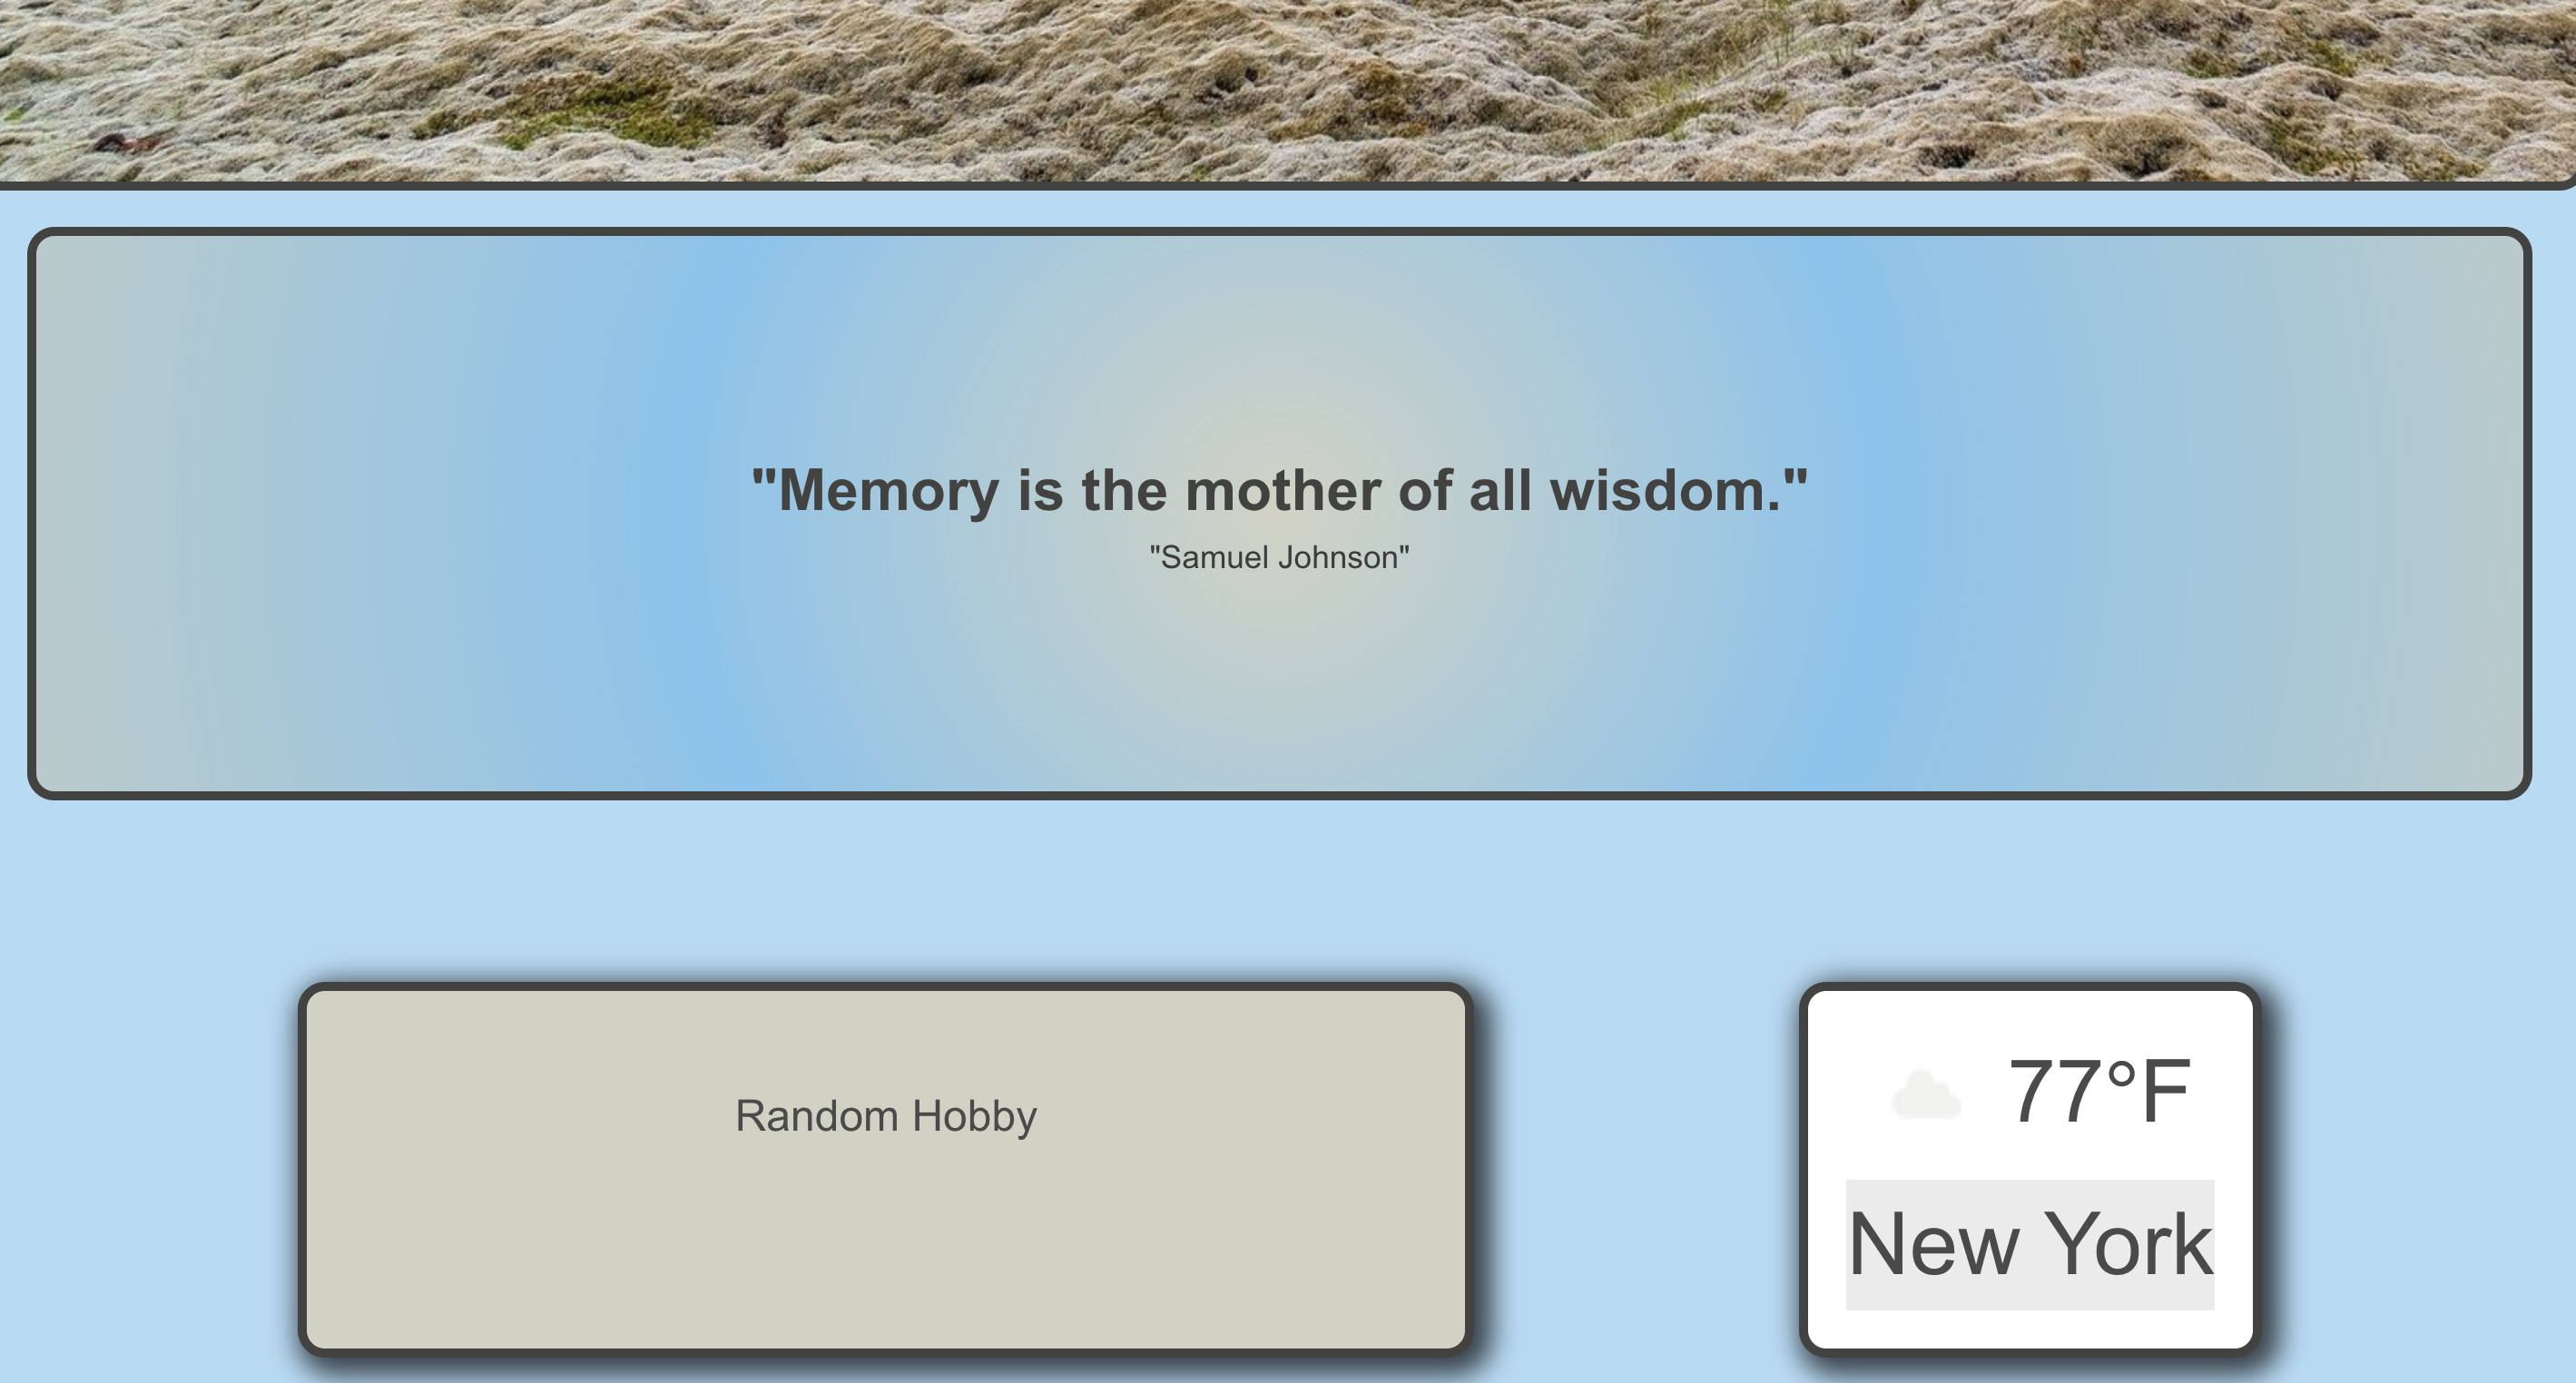 "Memory is the mother of all wisdom."
"Samuel Johnson"
Random Hobby
77°F
New York